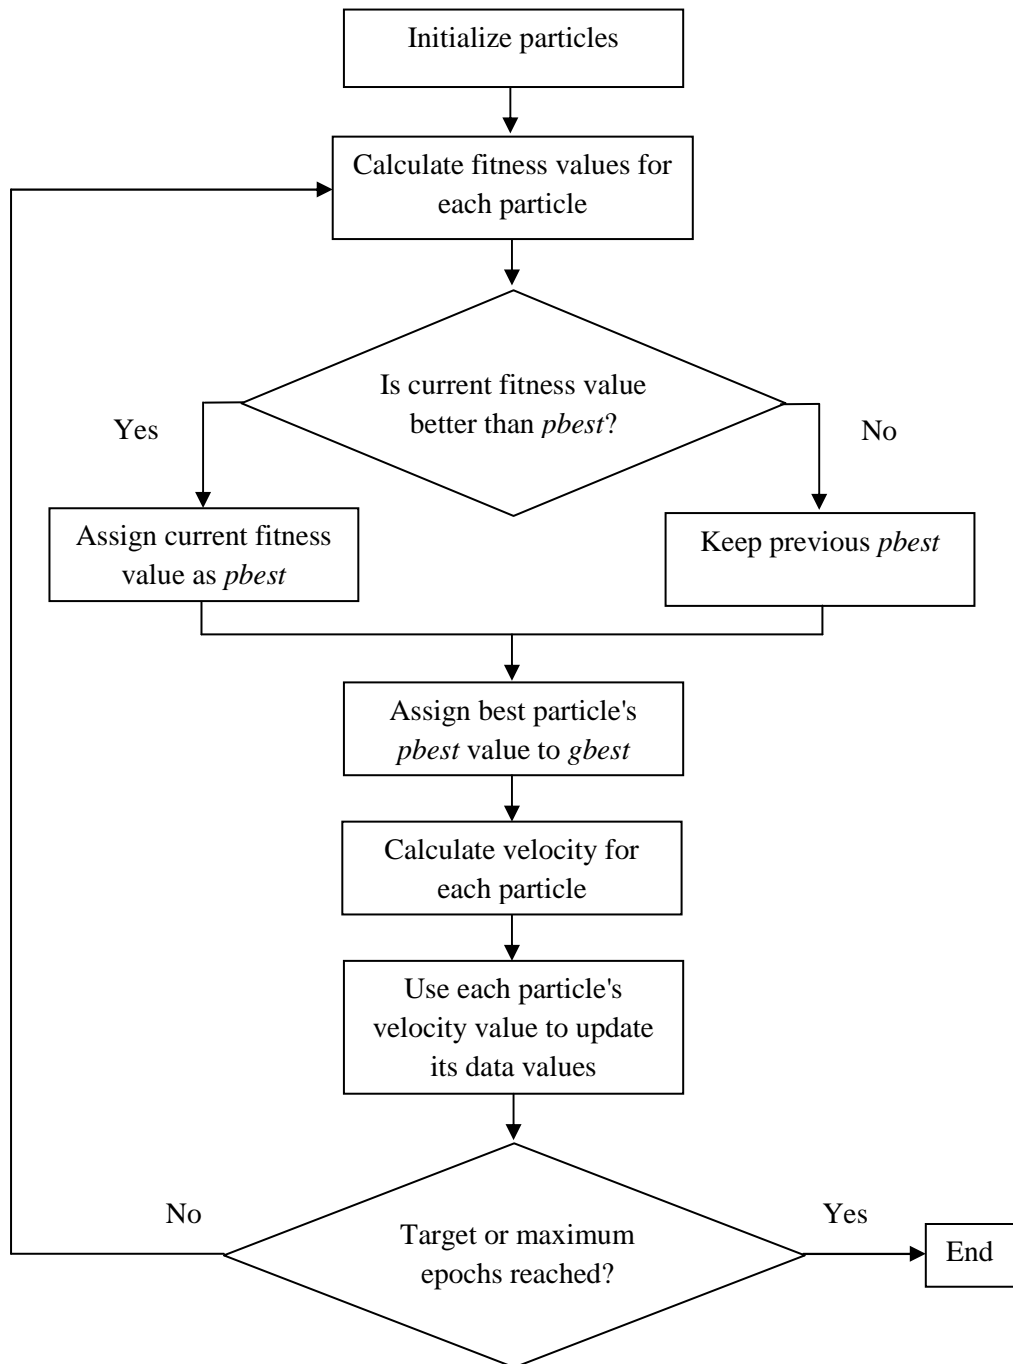 Initialize particles
Calculate fitness values for
each particle
Is current fitness value
better than pbest?
Yes
No
Assign current fitness
value as pbest
Keep previous pbest
Assign best particle's
pbest value to gbest
Calculate velocity for
each particle
Use each particle's
velocity value to update
its data values
No
Yes
Target or maximum
epochs reached?
End